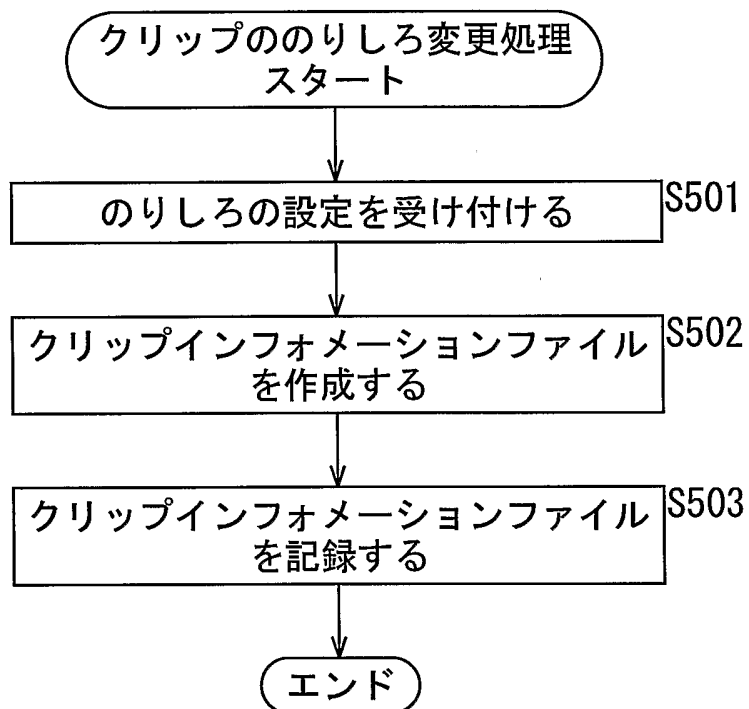 クリップののりしろ変更処理
スタート
のりしろの設定を受け付ける
S501
クリップインフォメーションファイル
を作成する
S502
クリップインフォメーションファイル
を記録する
S503
エンド